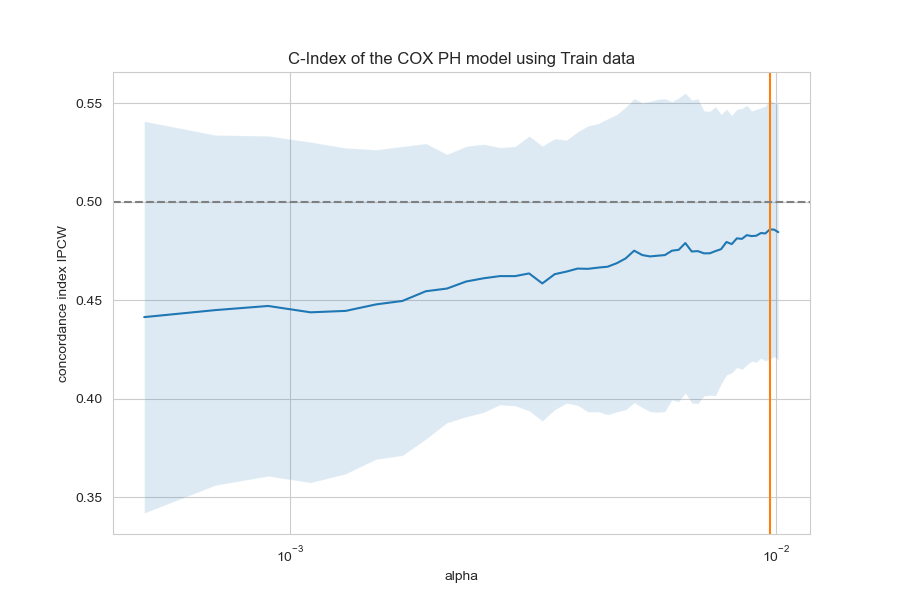 C-Index of the COX PH model using Train data
0.55
0.50
0.45
0.40
0.35
concordance index IPCW
10⁻³
10⁻²
alpha